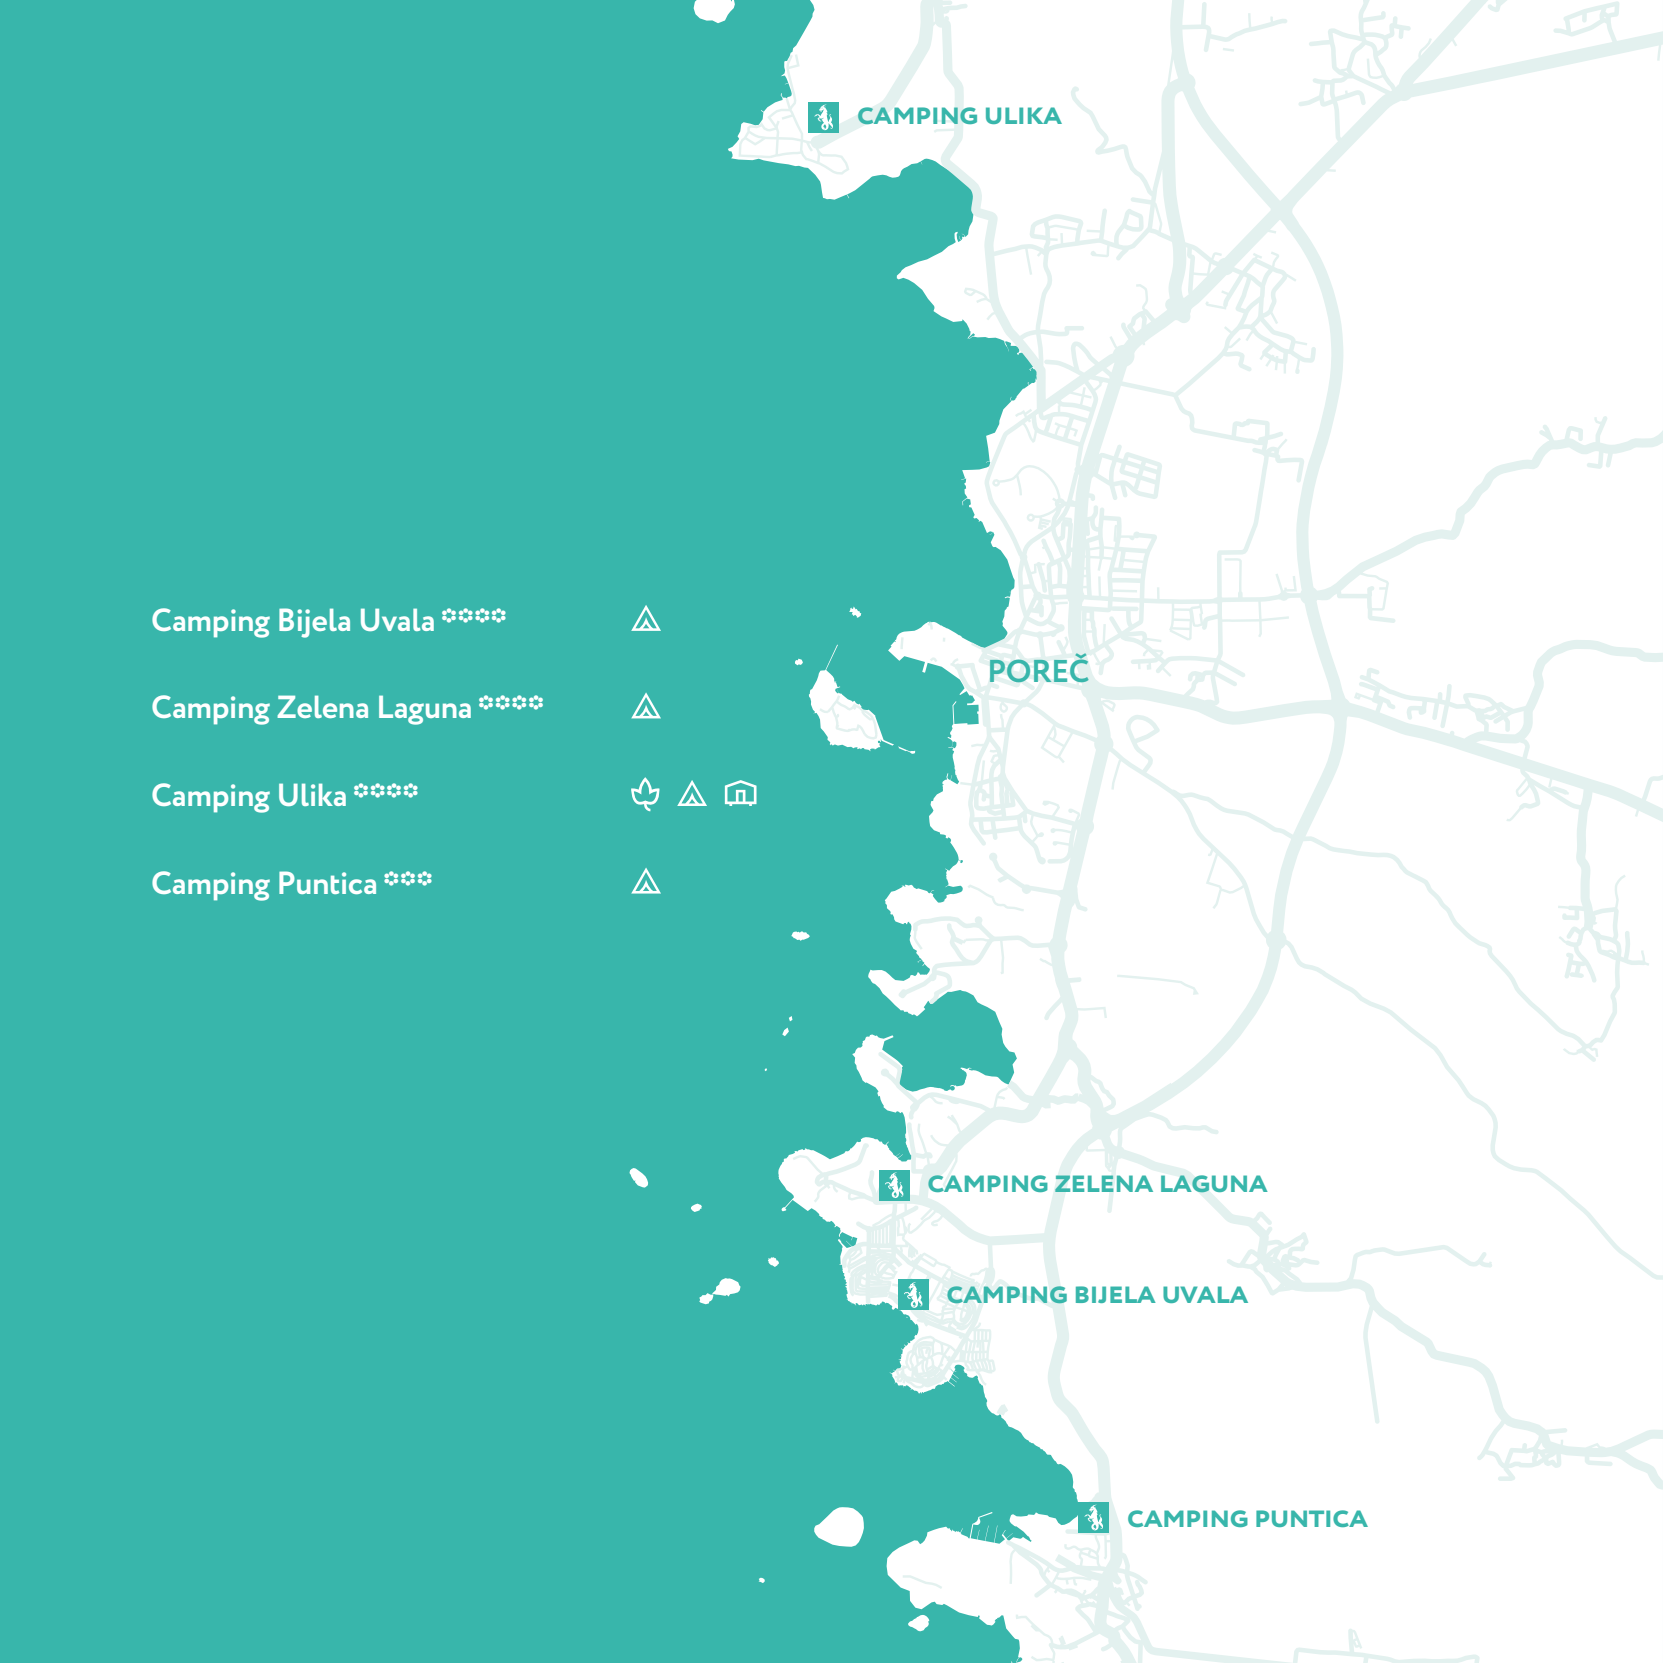 CAMPING ULIKA
Camping Bijela Uvala
POREČ
Camping Zelena Laguna
Camping Ulika
Camping Puntica
CAMPING ZELENA LAGUNA
CAMPING BIJELA UVALA
CAMPING PUNTICA